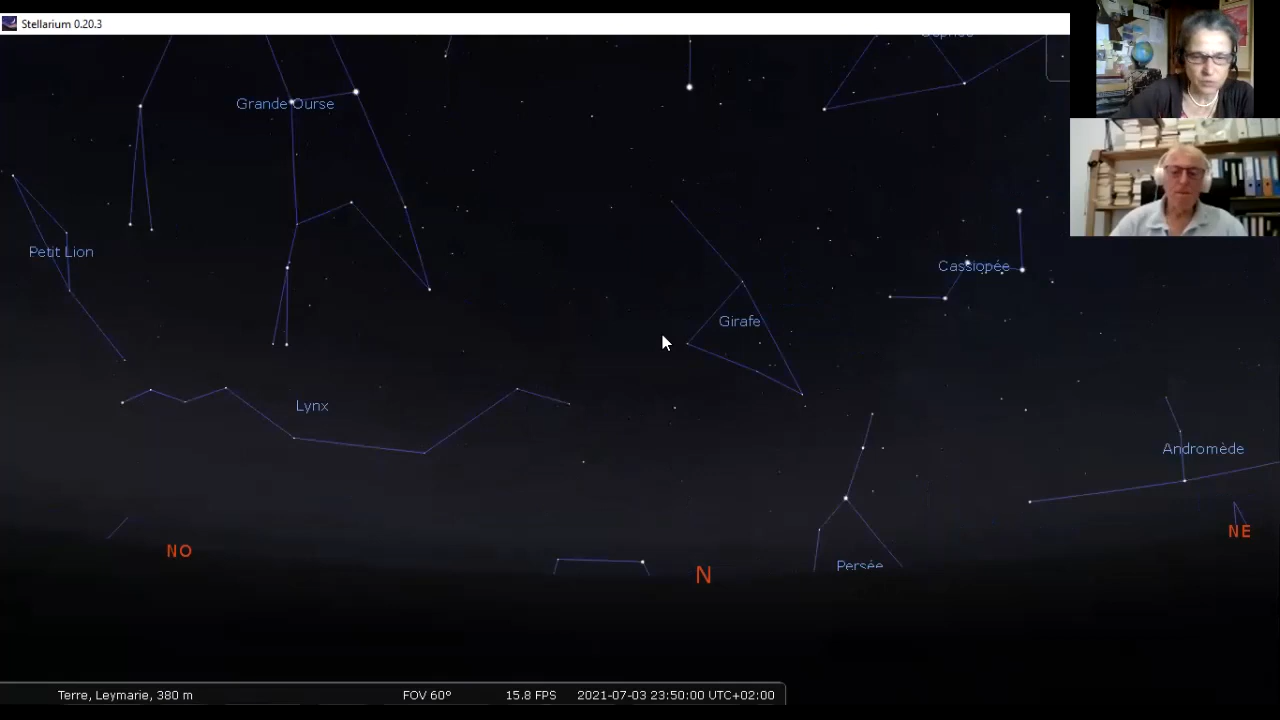 Stellarium 0.20.3
Grande Ourse
Petit Lion
Cassiopée
Girafe
Lynx
Andromède
NE
NO
Persée
N
Terre, Leymarie, 380 m FOV 60° 15.8 FPS 2021-07-03 23:50:00 UTC+02:00